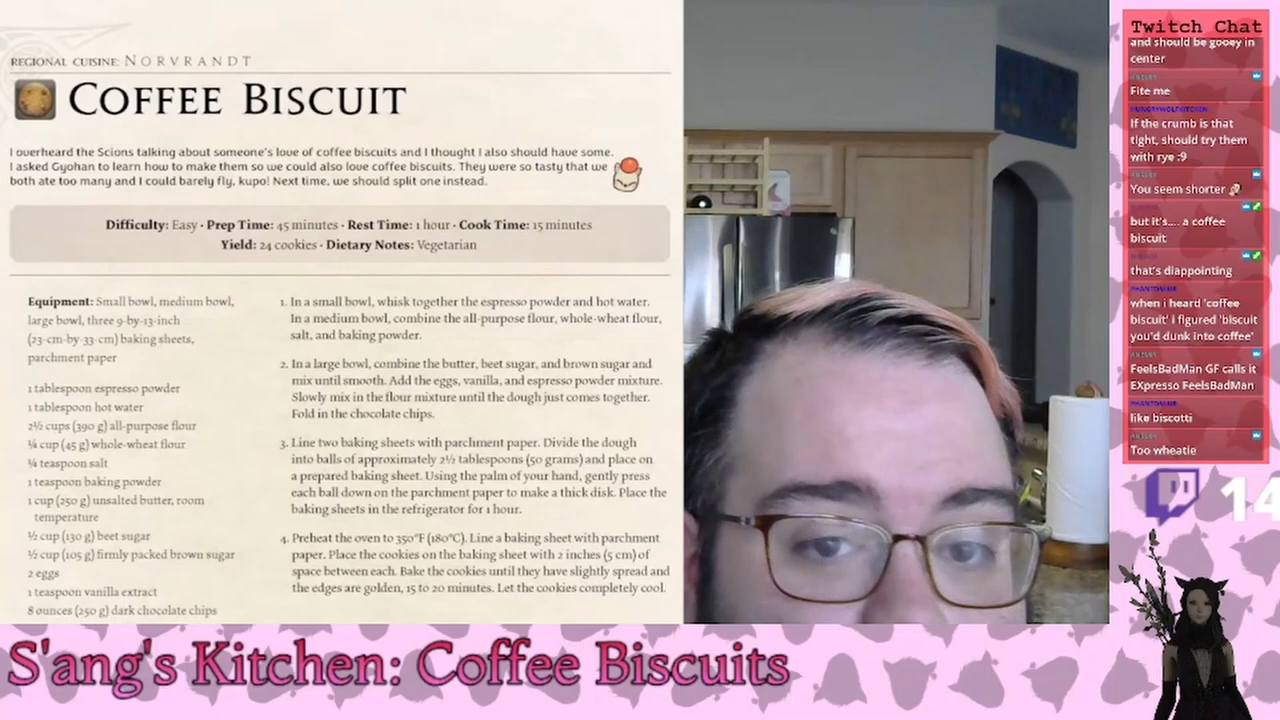 REGIONAL CUISINE: NORVRANDT
COFFEE BISCUIT
I overheard the Scions talking about someone's love of coffee biscuits and I thought I also should have some.
I asked Gyohan to learn how to make them so we could also love coffee biscuits. They were so tasty that we
both ate too many and I could barely fly, kupo! Next time, we should split one instead.
Difficulty: Easy · Prep Time: 45 minutes · Rest Time: 1 hour · Cook Time: 15 minutes
Yield: 24 cookies · Dietary Notes: Vegetarian
Equipment: Small bowl, medium bowl,
large bowl, three 9-by-13-inch
(23-cm-by-33-cm) baking sheets,
parchment paper
1 tablespoon espresso powder
1 tablespoon hot water
2½ cups (390 g) all-purpose flour
¼ cup (45 g) whole-wheat flour
¼ teaspoon salt
1 teaspoon baking powder
1 cup (250 g) unsalted butter, room
temperature
½ cup (130 g) beet sugar
½ cup (105 g) firmly packed brown sugar
2 eggs
1 teaspoon vanilla extract
8 ounces (250 g) dark chocolate chips
1. In a small bowl, whisk together the espresso powder and hot water.
In a medium bowl, combine the all-purpose flour, whole-wheat flour,
salt, and baking powder.
2. In a large bowl, combine the butter, beet sugar, and brown sugar and
mix until smooth. Add the eggs, vanilla, and espresso powder mixture.
Slowly mix in the flour mixture until the dough just comes together.
Fold in the chocolate chips.
3. Line two baking sheets with parchment paper. Divide the dough
into balls of approximately 2½ tablespoons (50 grams) and place on
a prepared baking sheet. Using the palm of your hand, gently press
each ball down on the parchment paper to make a thick disk. Place the
baking sheets in the refrigerator for 1 hour.
4. Preheat the oven to 350°F (180°C). Line a baking sheet with parchment
paper. Place the cookies on the baking sheet with 2 inches (5 cm) of
space between each. Bake the cookies until they have slightly spread and
the edges are golden, 15 to 20 minutes. Let the cookies completely cool.
Twitch Chat
and should be gooey in
center
Fite me
HUNGRYWOLFKITCHEN
If the crumb is that
tight, should try them
with rye :9
You seem shorter
but it's.... a coffee
biscuit
that's diappointing
when i heard 'coffee
biscuit' i figured 'biscuit
you'd dunk into coffee'
FeelsBadMan GF calls it
EXpresso FeelsBadMan
like biscotti
Too wheatie
14
S'ang's Kitchen: Coffee Biscuits